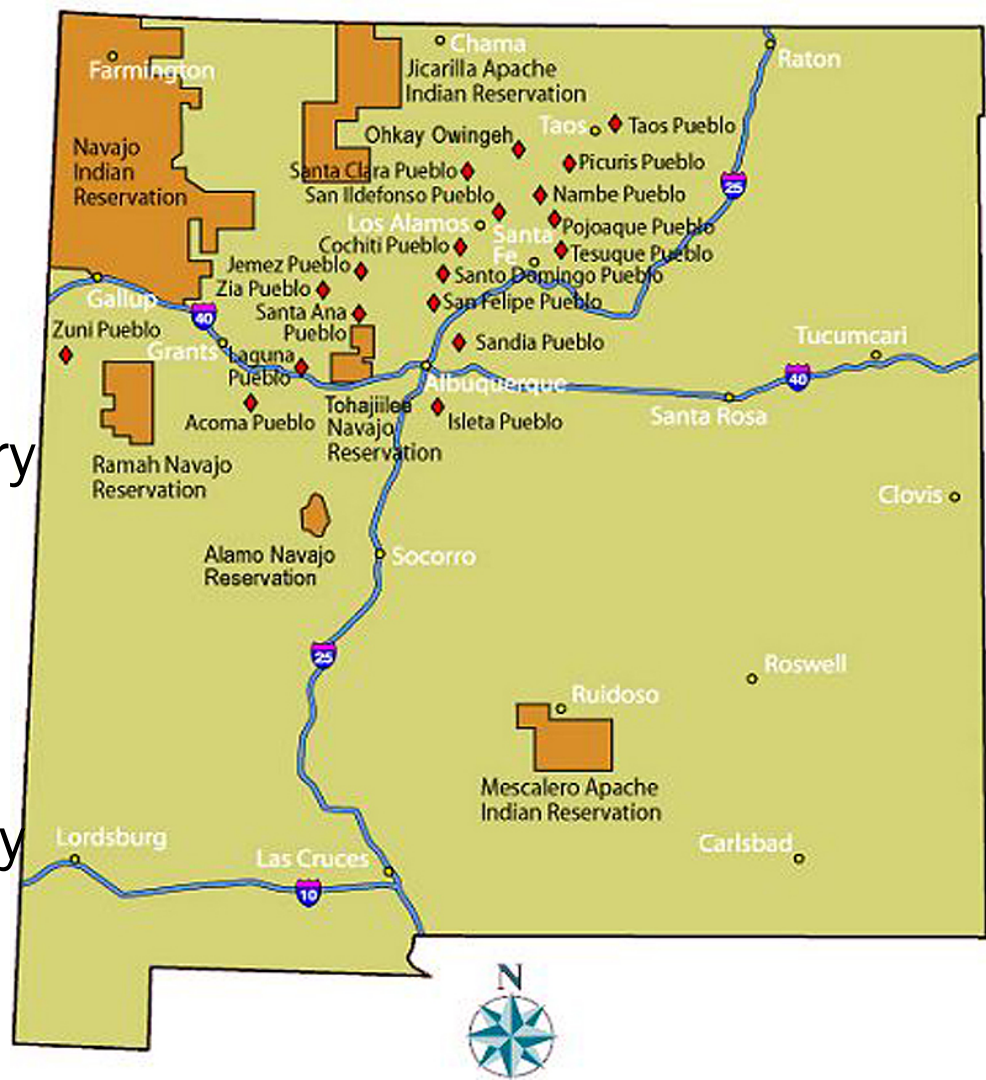 Chama
Raton
Farmington
Jicarilla Apache
Indian Reservation
Taos
Taos Pueblo
Ohkay Owingeh
Navajo
Indian
Reservation
Picuris Pueblo
Santa Clara Pueblo
25
San Ildefonso Pueblo
Nambe Pueblo
Los Alamos
Pojoaque Pueblo
Santa
Fe
Cochiti Pueblo
Tesuque Pueblo
Jemez Pueblo
Santo Domingo Pueblo
Zia Pueblo
Gallup
San Felipe Pueblo
40
Santa Ana
Pueblo
Zuni Pueblo
Tucumcari
Sandia Pueblo
Grants
Laguna
Pueblo
40
Albuquerque
Tohajiilee
Navajo
Reservation
Santa Rosa
Acoma Pueblo
Isleta Pueblo
ry
Ramah Navajo
Reservation
Clovis
Alamo Navajo
Reservation
Socorro
25
Roswell
Ruidoso
Mescalero Apache
Indian Reservation
y
Lordsburg
Las Cruces
Carlsbad
10
N